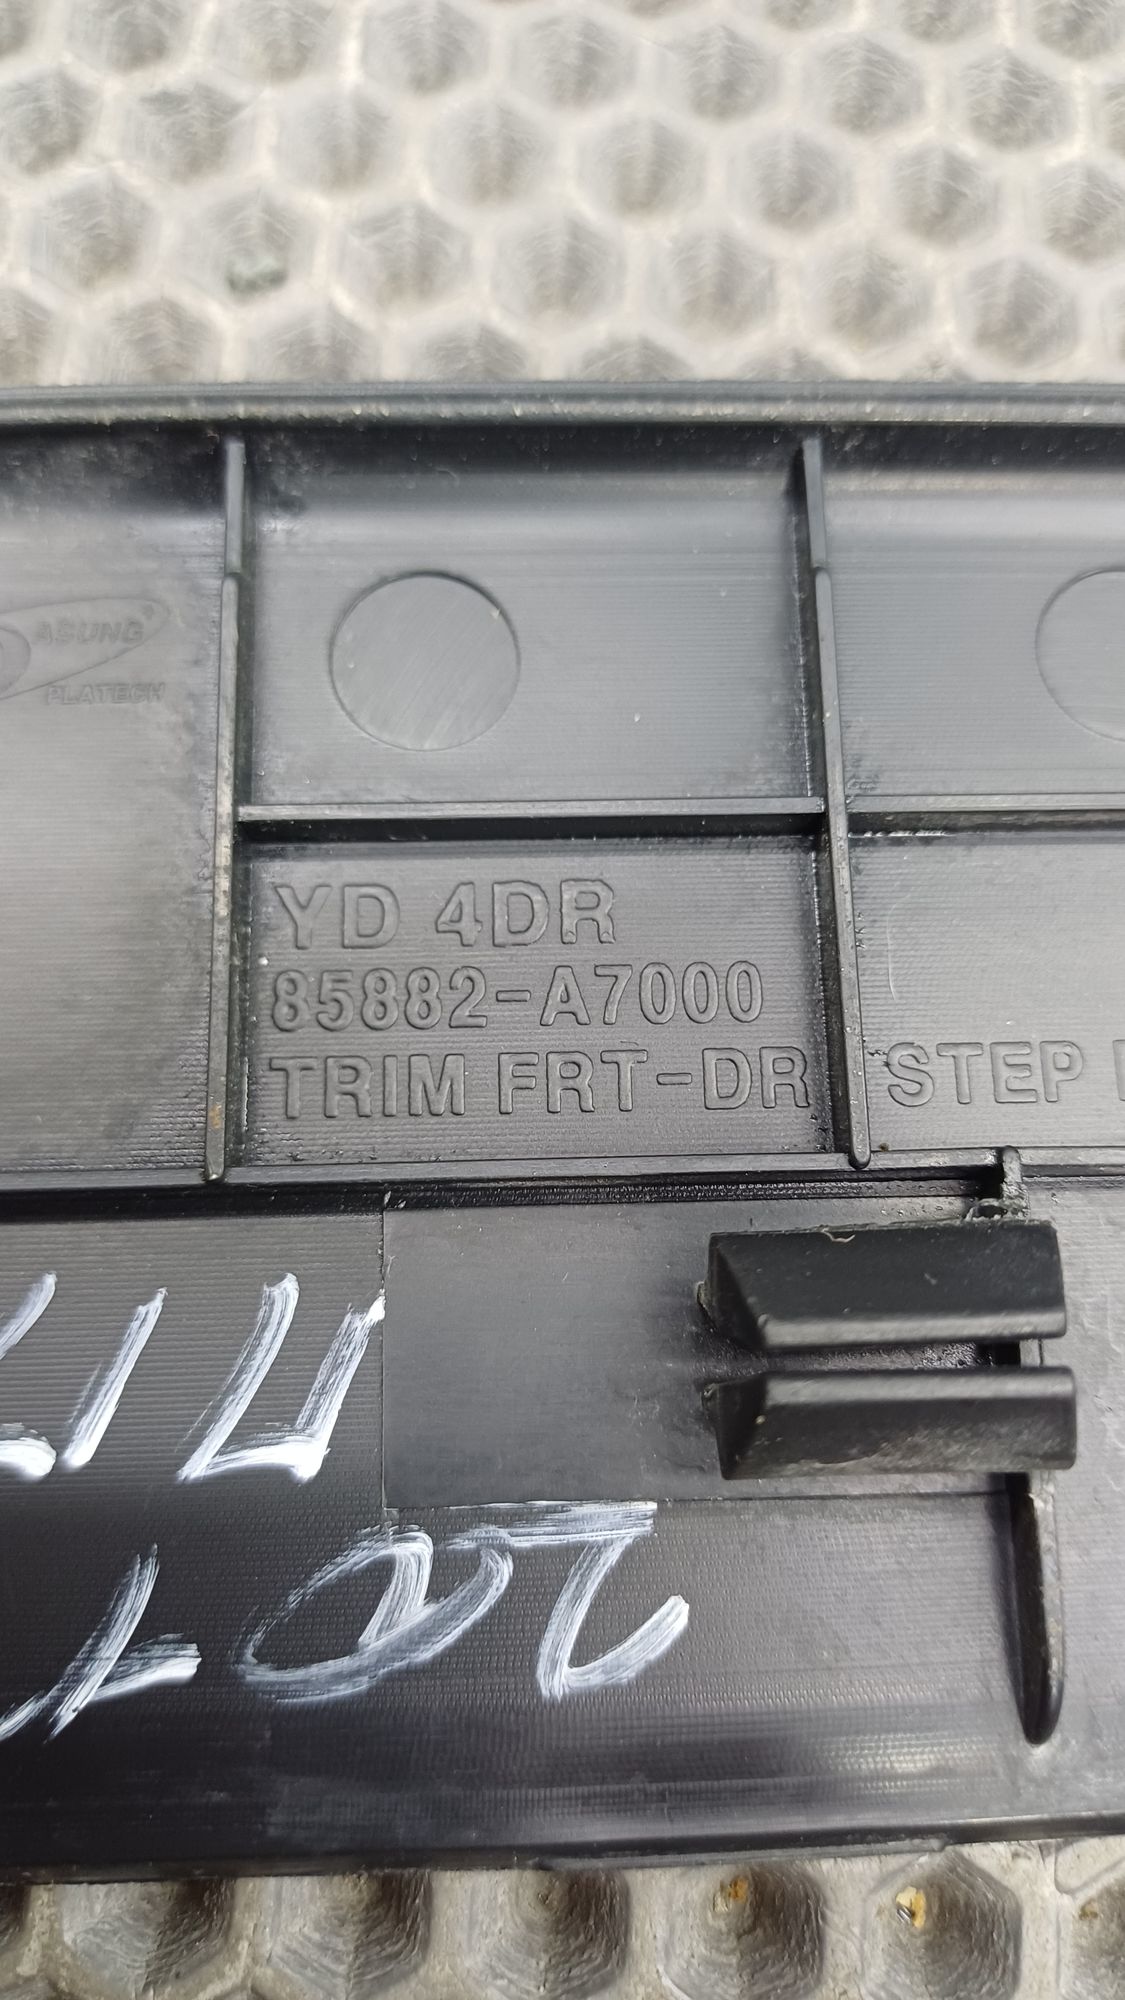 ASUNG
PLATECH
YD 4DR
85882-A7000
TRIM FRT-DR STEP